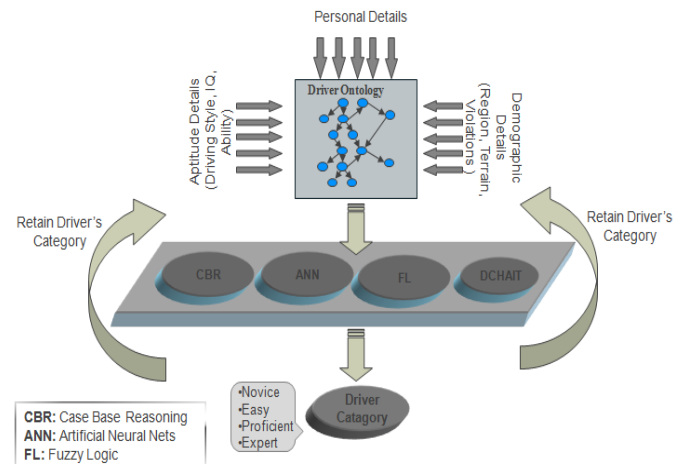 Personal Details
Driver Ontology
Aptitude Details
(Driving Style, IQ,
Ability)
Demographic
Details
(Region, Terrain,
Violations )
Retain Driver's
Category
Retain Driver's
Category
CBR
ANN
FL
DCHAIT
•Novice
•Easy
•Proficient
•Expert
Driver
Catagory
CBR: Case Base Reasoning
ANN: Artificial Neural Nets
FL: Fuzzy Logic